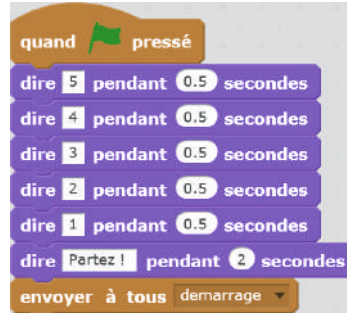 quand pressé
dire 5 pendant 0.5 secondes
dire 4 pendant 0.5 secondes
dire 3 pendant 0.5 secondes
dire 2 pendant 0.5 secondes
dire 1 pendant 0.5 secondes
dire Partez ! pendant 2 secondes
envoyer à tous demarrage